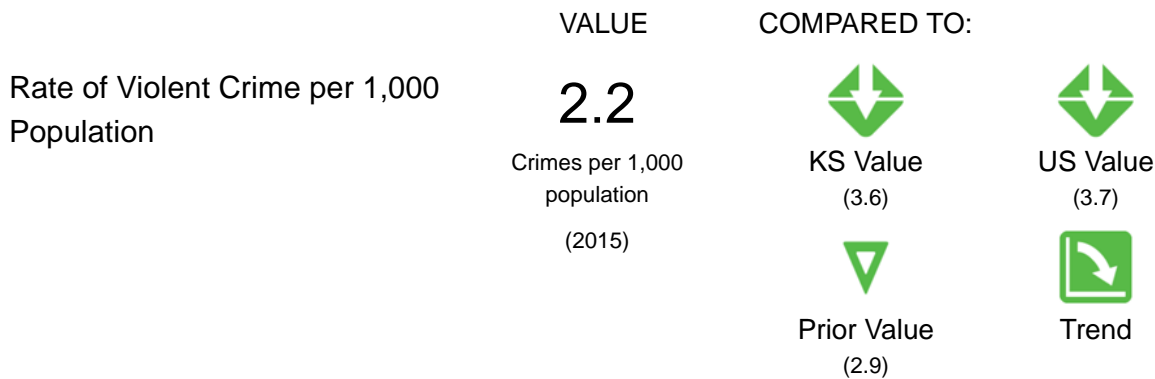 VALUE
COMPARED TO:
Rate of Violent Crime per 1,000
Population
2.2
Crimes per 1,000
population
(2015)
KS Value
(3.6)
US Value
(3.7)
Prior Value
(2.9)
Trend